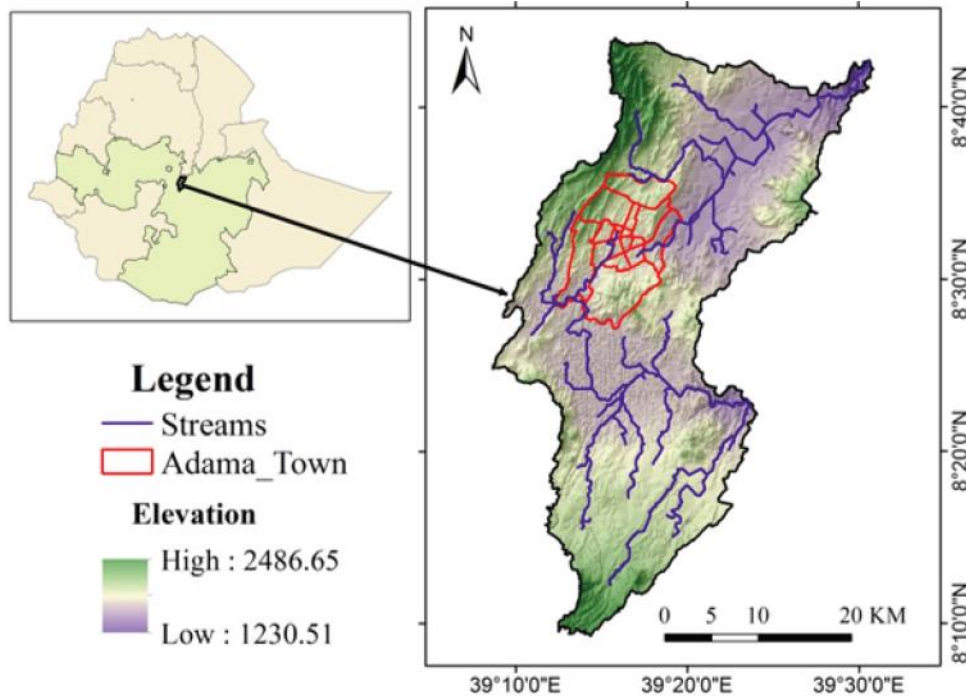 N
8°40'0"N
8°30'0"N
8°20'0"N
8°10'0"N
Legend
Streams
Adama_Town
Elevation
High : 2486.65
Low : 1230.51
0 5 10 20 KM
39°10'0"E 39°20'0"E 39°30'0"E